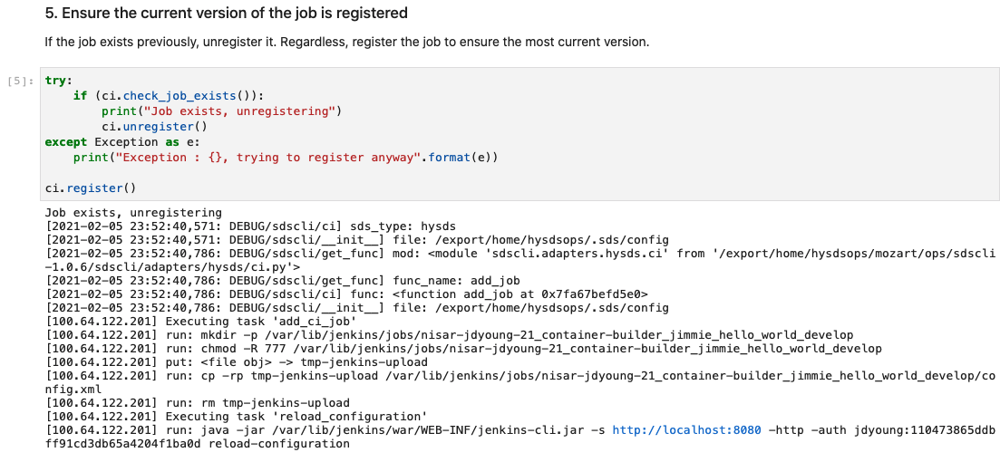 5. Ensure the current version of the job is registered
If the job exists previously, unregister it. Regardless, register the job to ensure the most current version.
[5]: try:
    if (ci.check_job_exists()):
        print("Job exists, unregistering")
        ci.unregister()
except Exception as e:
    print("Exception : {}, trying to register anyway".format(e))

ci.register()
Job exists, unregistering
[2021-02-05 23:52:40,571: DEBUG/sdscli/ci] sds_type: hysds
[2021-02-05 23:52:40,571: DEBUG/sdscli/__init__] file: /export/home/hysdsops/.sds/config
[2021-02-05 23:52:40,786: DEBUG/sdscli/get_func] mod: <module 'sdscli.adapters.hysds.ci' from '/export/home/hysdsops/mozart/ops/sdscli
-1.0.6/sdscli/adapters/hysds/ci.py'>
[2021-02-05 23:52:40,786: DEBUG/sdscli/get_func] func_name: add_job
[2021-02-05 23:52:40,786: DEBUG/sdscli/ci] func: <function add_job at 0x7fa67befd5e0>
[2021-02-05 23:52:40,786: DEBUG/sdscli/__init__] file: /export/home/hysdsops/.sds/config
[100.64.122.201] Executing task 'add_ci_job'
[100.64.122.201] run: mkdir -p /var/lib/jenkins/jobs/nisar-jdyoung-21_container-builder_jimmie_hello_world_develop
[100.64.122.201] run: chmod -R 777 /var/lib/jenkins/jobs/nisar-jdyoung-21_container-builder_jimmie_hello_world_develop
[100.64.122.201] put: <file obj> -> tmp-jenkins-upload
[100.64.122.201] run: cp -rp tmp-jenkins-upload /var/lib/jenkins/jobs/nisar-jdyoung-21_container-builder_jimmie_hello_world_develop/co
nfig.xml
[100.64.122.201] run: rm tmp-jenkins-upload
[100.64.122.201] Executing task 'reload_configuration'
[100.64.122.201] run: java -jar /var/lib/jenkins/war/WEB-INF/jenkins-cli.jar -s http://localhost:8080 -http -auth jdyoung:110473865ddb
ff91cd3db65a4204f1ba0d reload-configuration